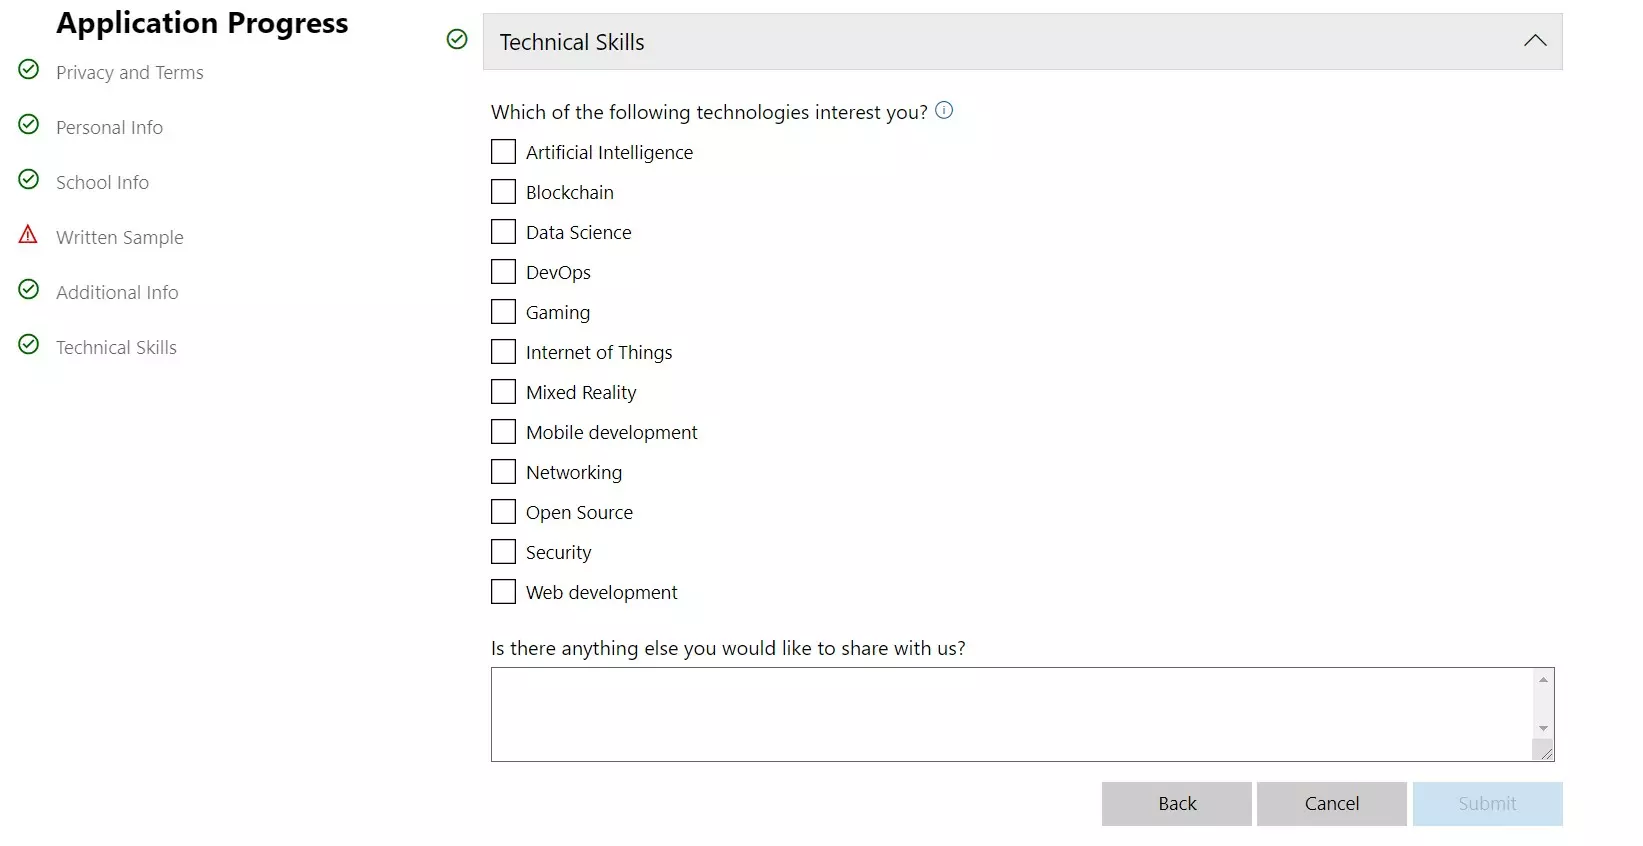 Application Progress
Privacy and Terms
Personal Info
School Info
Written Sample
Additional Info
Technical Skills
Technical Skills
Which of the following technologies interest you?
Artificial Intelligence
Blockchain
Data Science
DevOps
Gaming
Internet of Things
Mixed Reality
Mobile development
Networking
Open Source
Security
Web development
Is there anything else you would like to share with us?
Back
Cancel
Submit